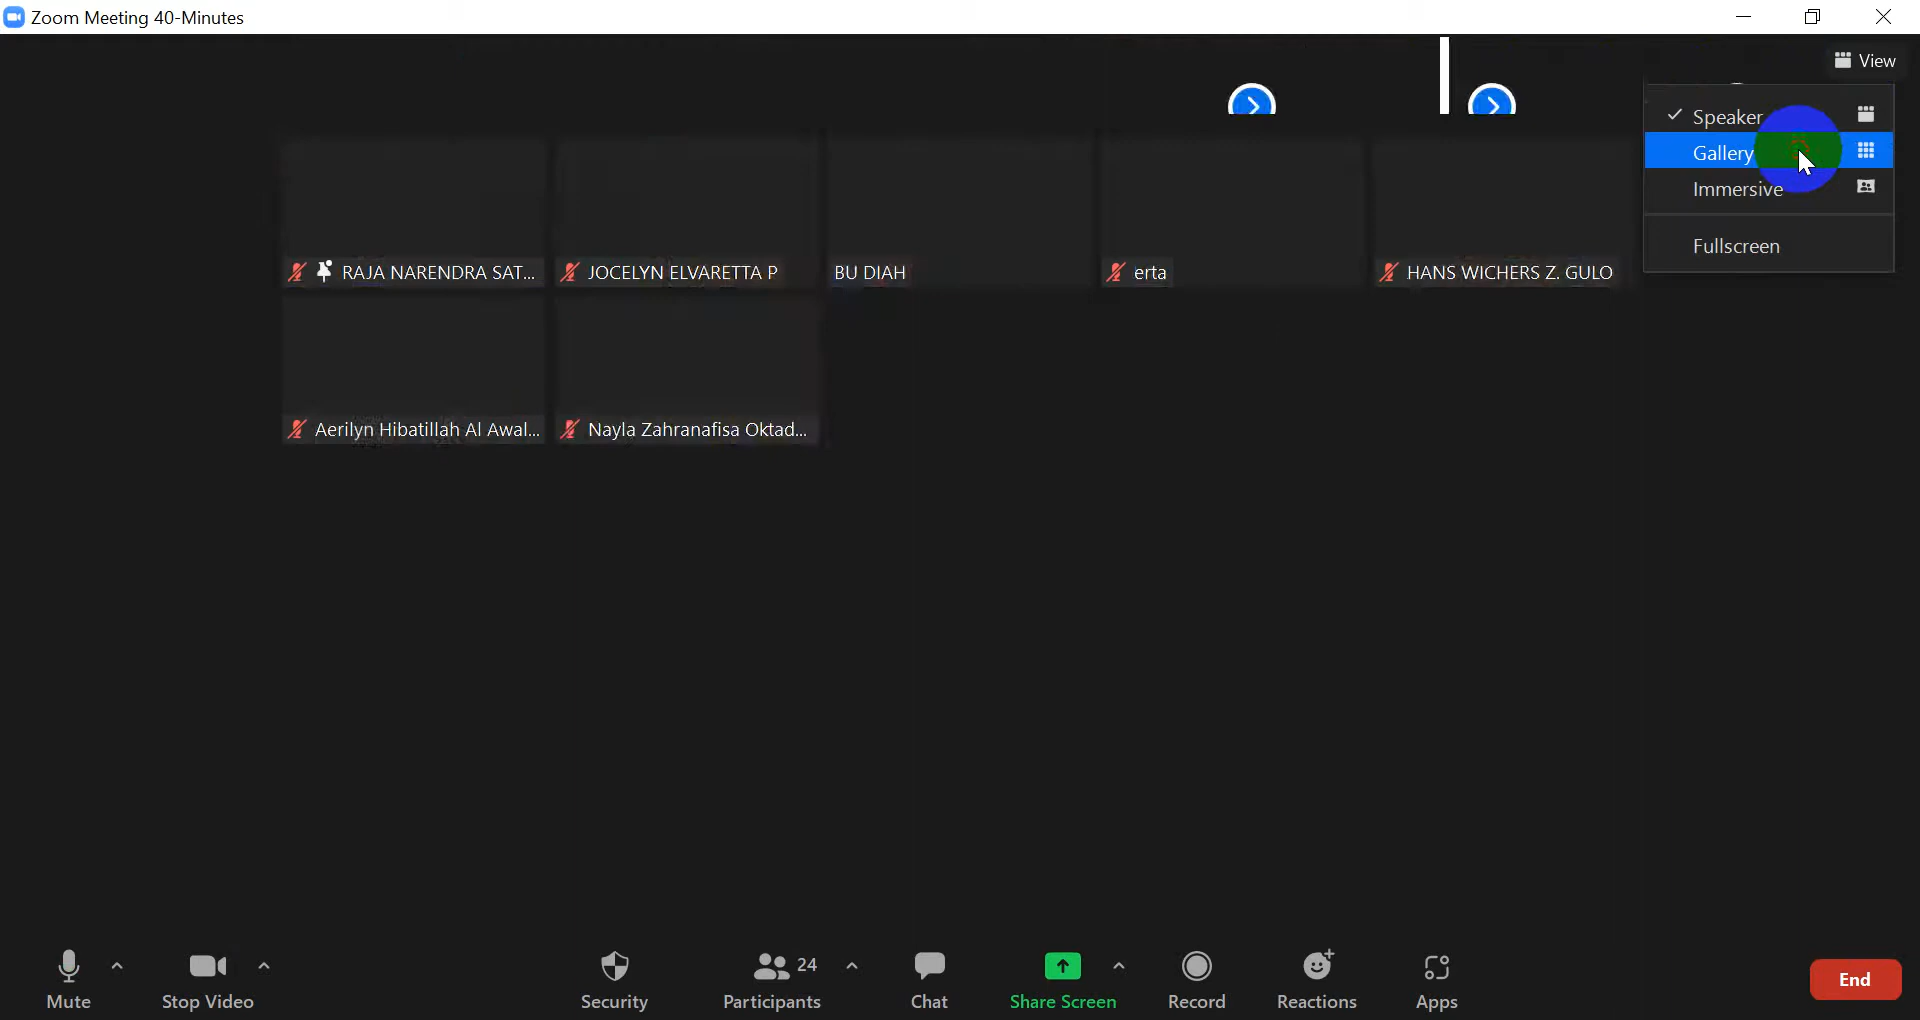 Zoom Meeting 40-Minutes
View
Speaker
Gallery
Immersive
Fullscreen
RAJA NARENDRA SAT...
JOCELYN ELVARETTA P
BU DIAH
erta
HANS WICHERS Z. GULO
Aerilyn Hibatillah Al Awal...
Nayla Zahranafisa Oktad...
24
Mute
Stop Video
Security
Participants
Chat
Share Screen
Record
Reactions
Apps
End